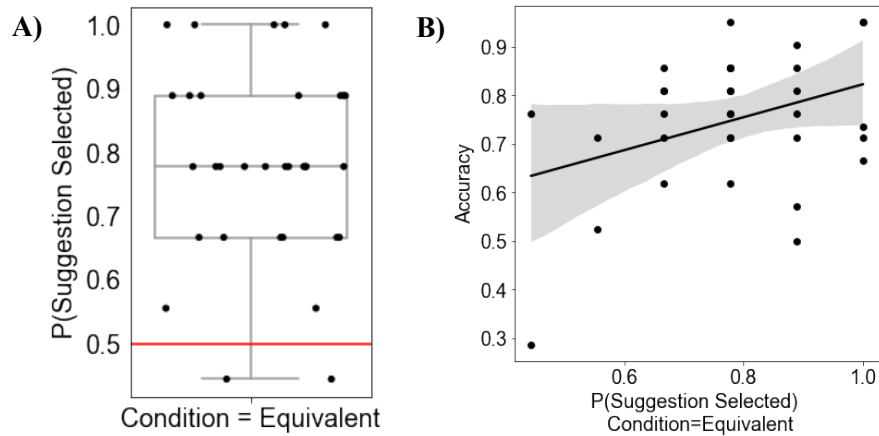 A)
P(Suggestion Selected)
1.0
0.9
0.8
0.7
0.6
0.5
Condition = Equivalent
B)
Accuracy
0.9
0.8
0.7
0.6
0.5
0.4
0.3
0.6
0.8
1.0
P(Suggestion Selected)
Condition=Equivalent